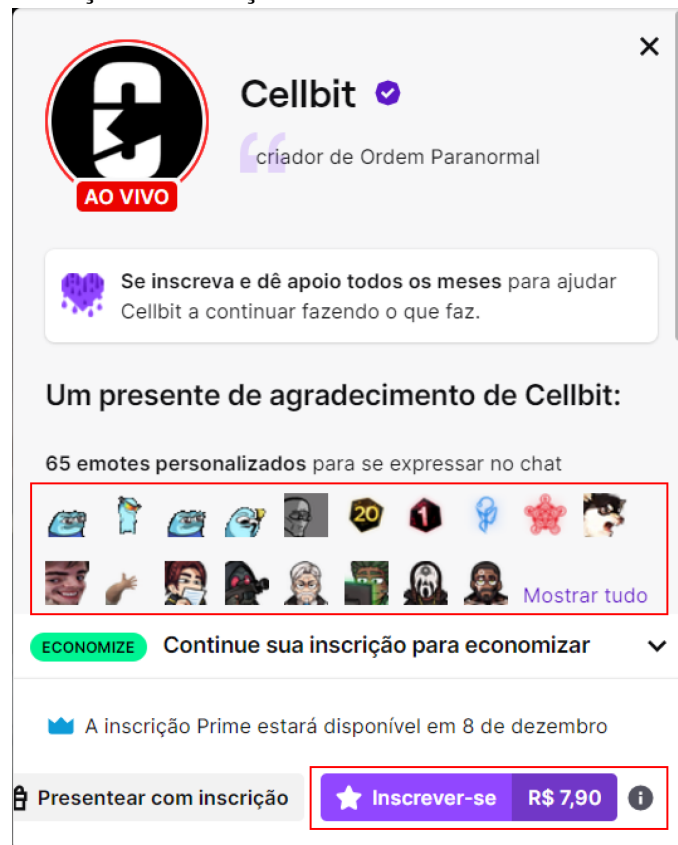 Cellbit
criador de Ordem Paranormal
AO VIVO
Se inscreva e dê apoio todos os meses para ajudar
Cellbit a continuar fazendo o que faz.
Um presente de agradecimento de Cellbit:
65 emotes personalizados para se expressar no chat
20
1
Mostrar tudo
ECONOMIZE Continue sua inscrição para economizar
A inscrição Prime estará disponível em 8 de dezembro
Presentear com inscrição
Inscrever-se R$ 7,90